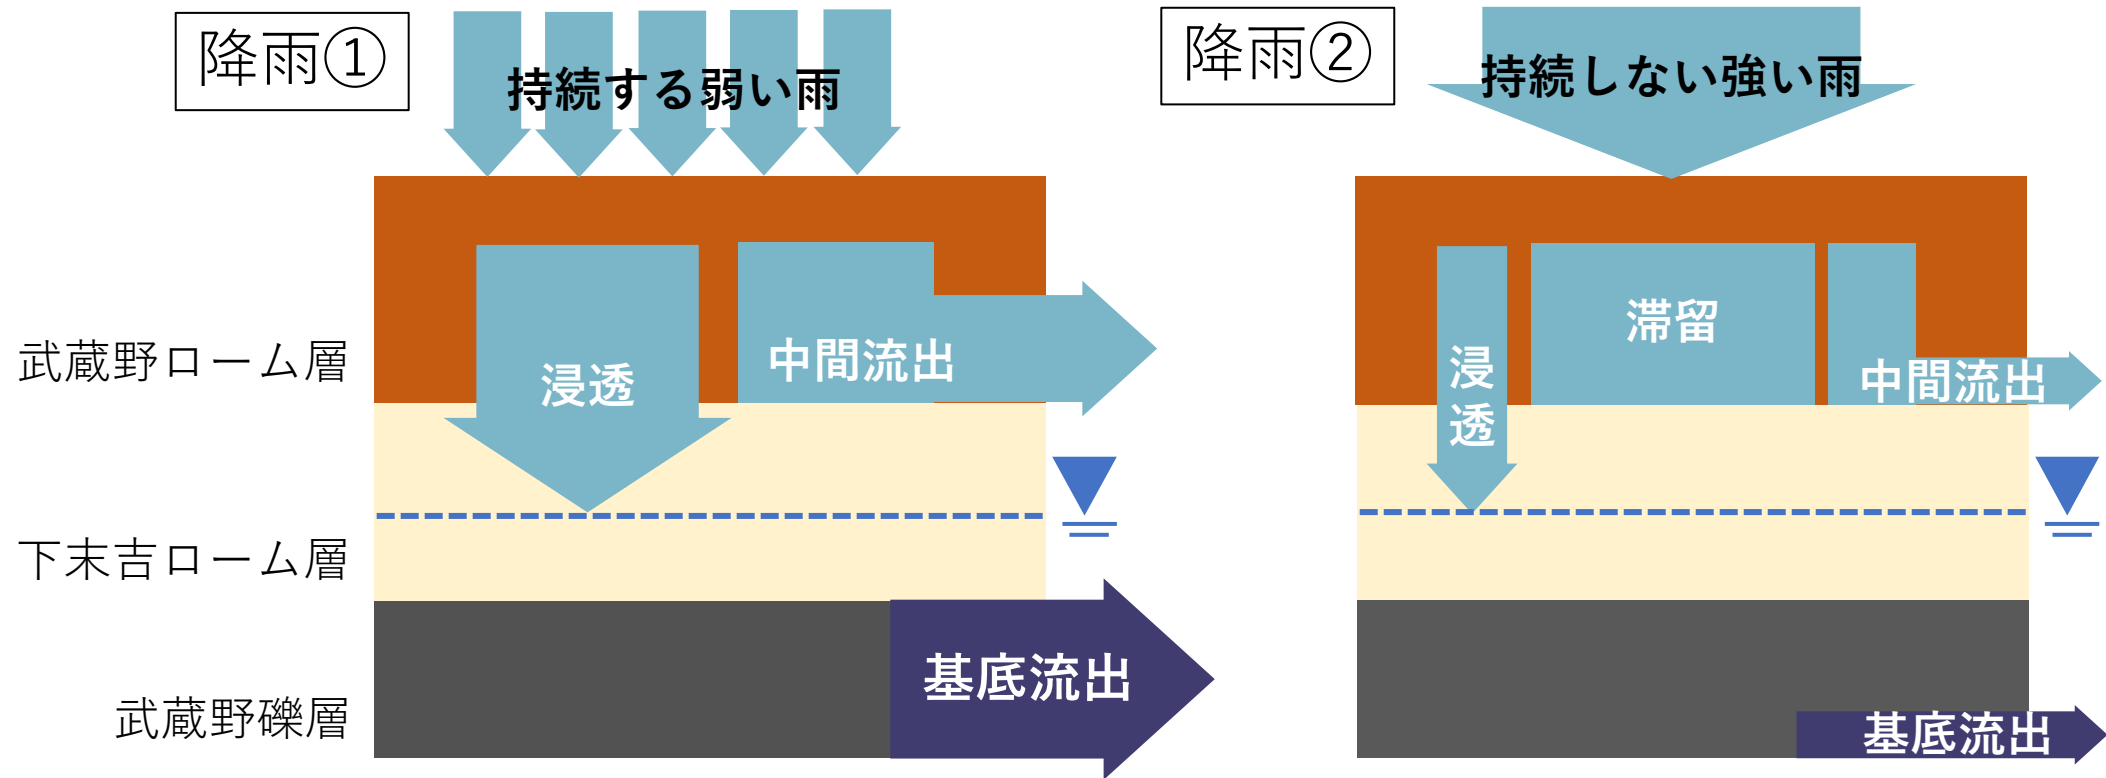 降雨①
持続する弱い雨
降雨②
持続しない強い雨
武蔵野ローム層
下末吉ローム層
武蔵野礫層
浸透
中間流出
基底流出
浸透
滞留
中間流出
基底流出